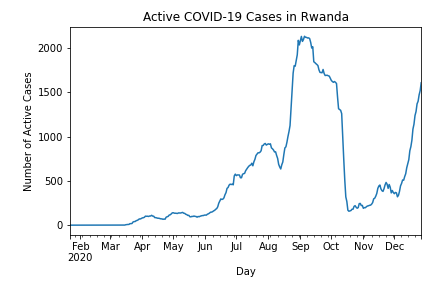 Active COVID-19 Cases in Rwanda
Number of Active Cases
2000
1500
1000
500
0
Feb Mar Apr May Jun Jul Aug Sep Oct Nov Dec
2020
Day